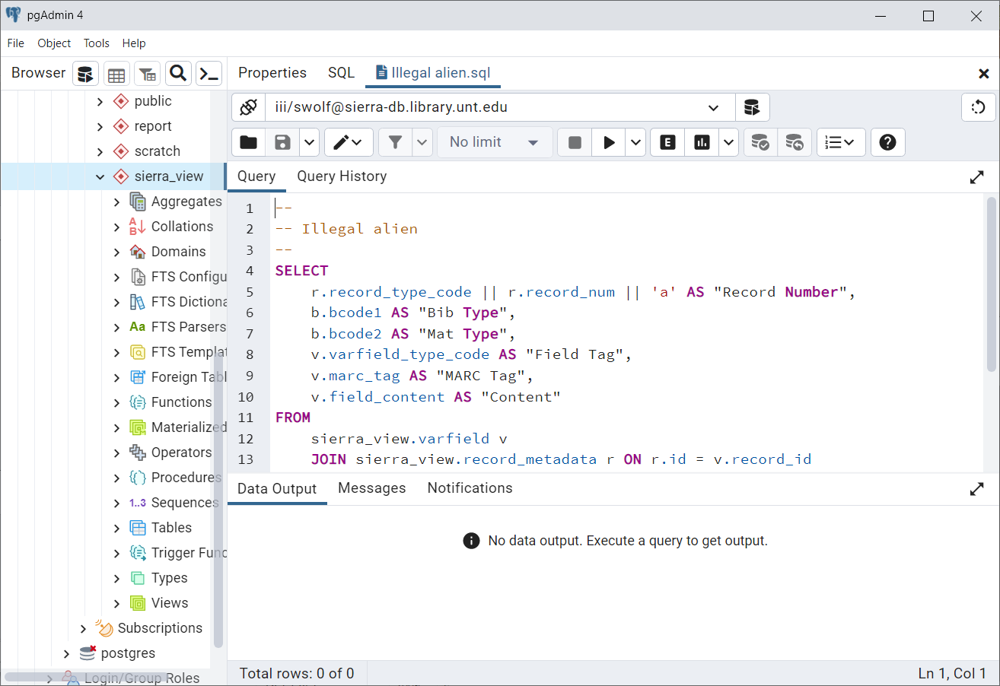 pgAdmin 4
File Object Tools Help
Browser
Properties SQL Illegal alien.sql
public
report
scratch
sierra_view
Aggregates
Collations
Domains
FTS Configu
FTS Dictiona
FTS Parsers
FTS Templat
Foreign Tabl
Functions
Materialized
Operators
Procedures
1..3 Sequences
Tables
Trigger Func
Types
Views
Subscriptions
postgres
Login/Group Roles
iii/swolf@sierra-db.library.unt.edu
No limit
Query Query History
1 --
2 -- Illegal alien
3 --
4 SELECT
5 r.record_type_code || r.record_num || 'a' AS "Record Number",
6 b.bcode1 AS "Bib Type",
7 b.bcode2 AS "Mat Type",
8 v.varfield_type_code AS "Field Tag",
9 v.marc_tag AS "MARC Tag",
10 v.field_content AS "Content"
11 FROM
12 sierra_view.varfield v
13 JOIN sierra_view.record_metadata r ON r.id = v.record_id
Data Output Messages Notifications
No data output. Execute a query to get output.
Total rows: 0 of 0
Ln 1, Col 1